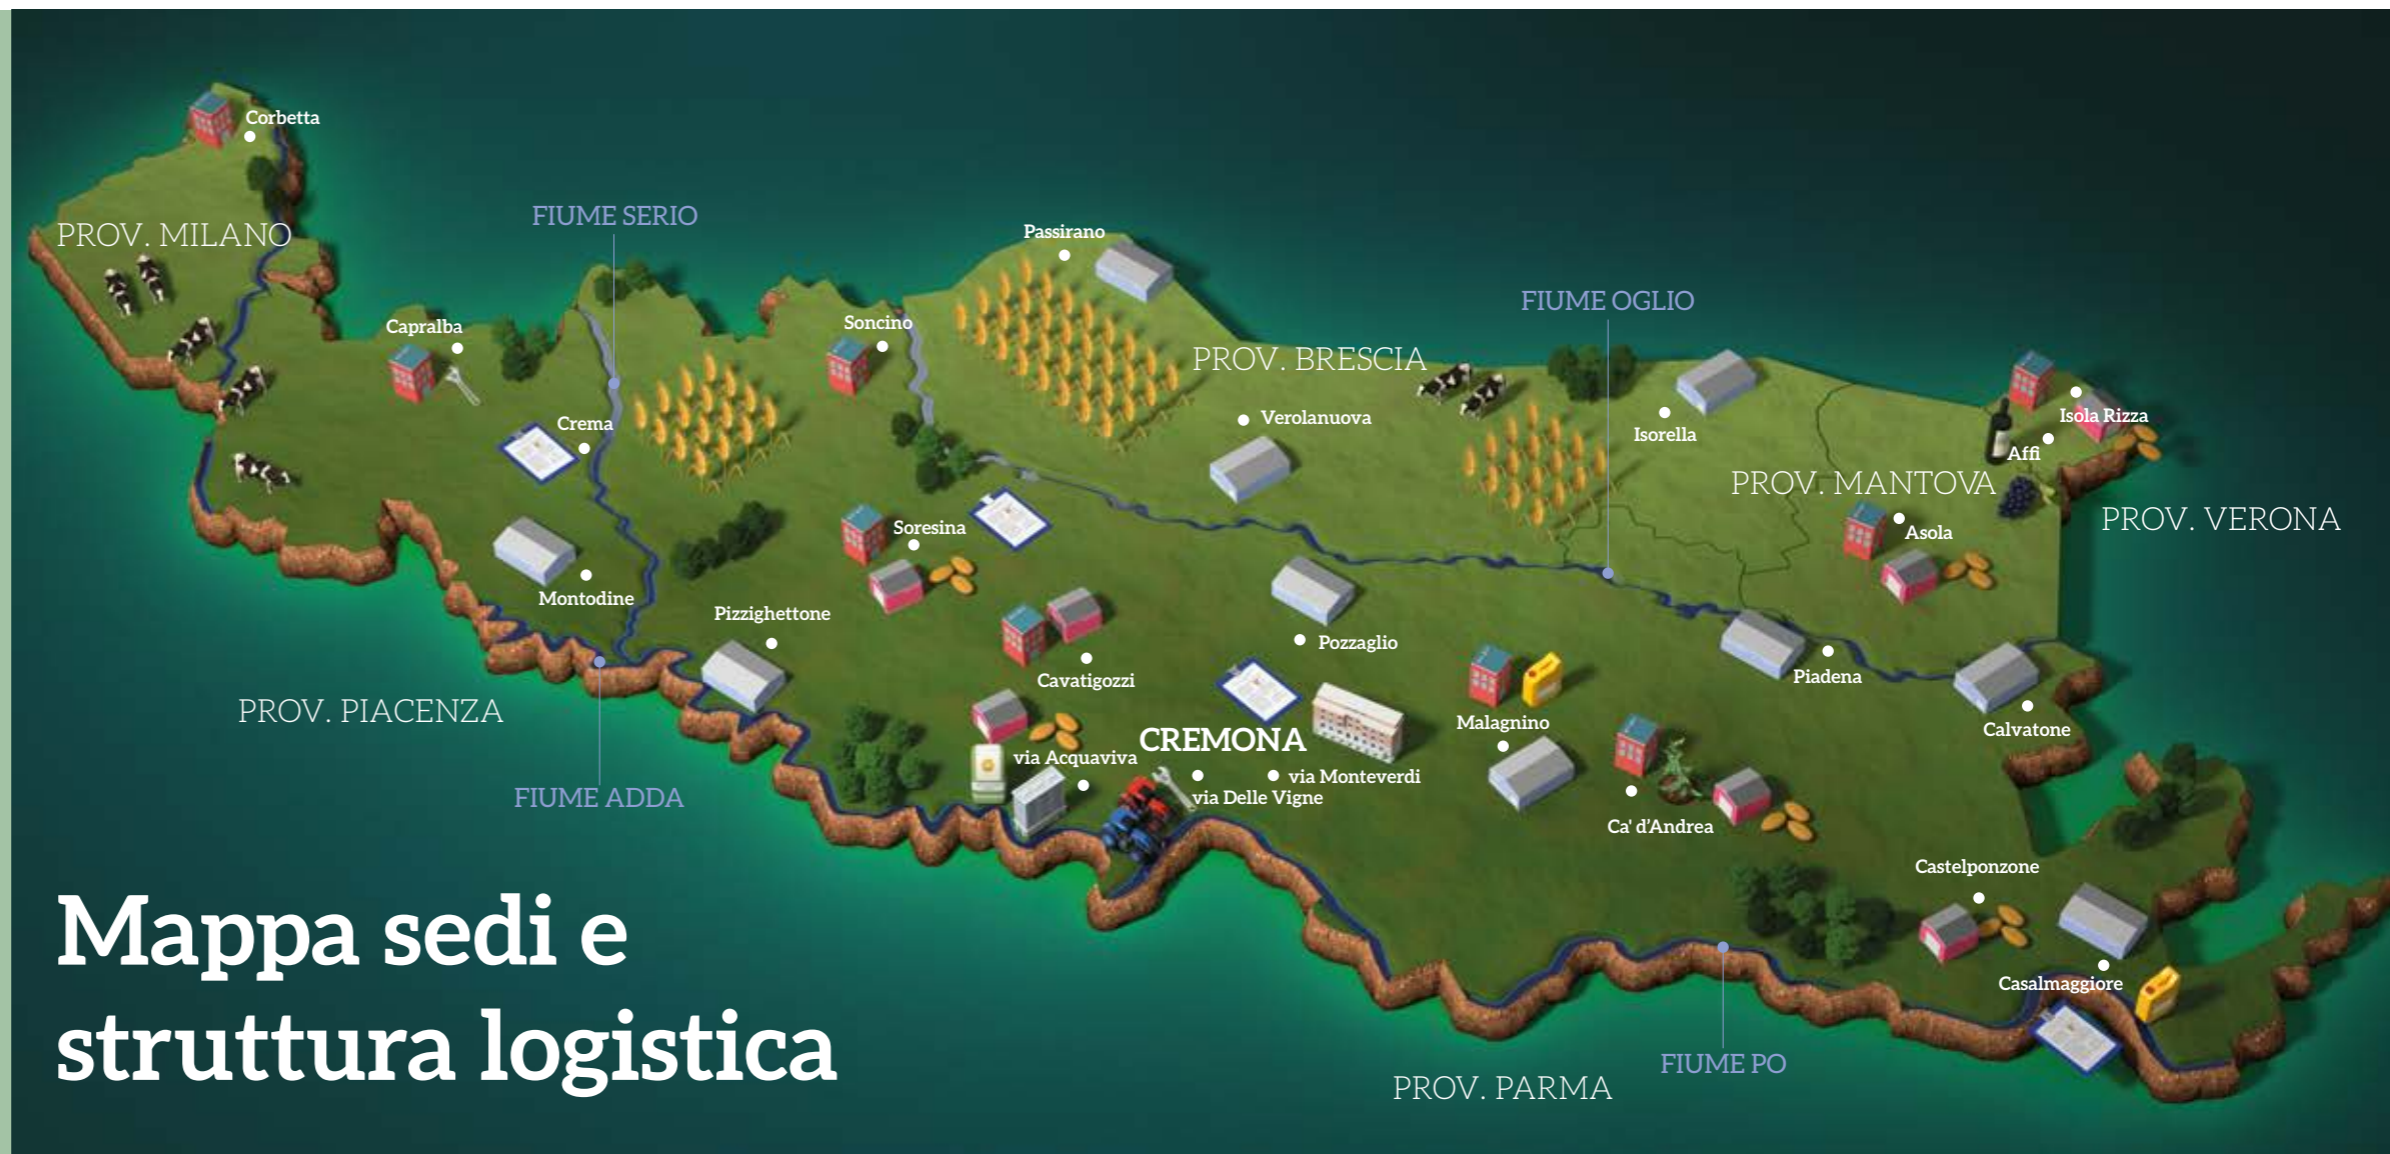 Corbetta
PROV. MILANO
FIUME SERIO
Passirano
FIUME OGLIO
Capralba
Soncino
PROV. BRESCIA
Crema
Verolanuova
Isorella
Isola Rizza
Affi
PROV. MANTOVA
PROV. VERONA
Soresina
Asola
Montodine
Pizzighettone
Pozzaglio
Cavatigozzi
Piadena
PROV. PIACENZA
Malagnino
Calvatone
CREMONA
via Acquaviva
via Monteverdi
via Delle Vigne
FIUME ADDA
Ca' d'Andrea
Castelponzone
Casalmaggiore
Mappa sedi e
struttura logistica
FIUME PO
PROV. PARMA